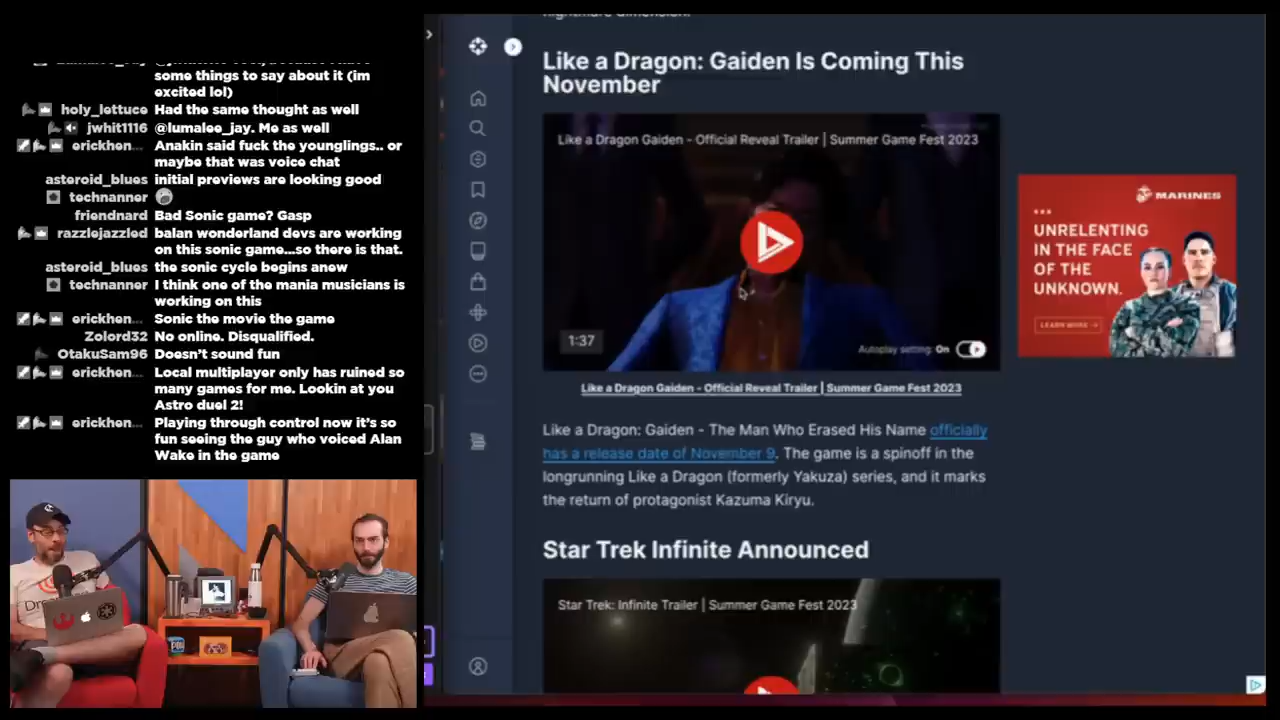 some things to say about it (im
excited lol)
holy_lettuce Had the same thought as well
jwhit1116 @lumalee_jay. Me as well
erickhen... Anakin said fuck the younglings.. or
maybe that was voice chat
asteroid_blues initial previews are looking good
technanner
friendnard Bad Sonic game? Gasp
razzlejazzled balan wonderland devs are working
on this sonic game...so there is that.
asteroid_blues the sonic cycle begins anew
technanner I think one of the mania musicians is
working on this
erickhen... Sonic the movie the game
Zolord32 No online. Disqualified.
OtakuSam96 Doesn't sound fun
erickhen... Local multiplayer only has ruined so
many games for me. Lookin at you
Astro duel 2!
erickhen... Playing through control now it's so
fun seeing the guy who voiced Alan
Wake in the game
Like a Dragon: Gaiden Is Coming This
November
Like a Dragon Gaiden - Official Reveal Trailer | Summer Game Fest 2023
1:37
Autoplay setting: On
Like a Dragon Gaiden - Official Reveal Trailer | Summer Game Fest 2023
Like a Dragon: Gaiden - The Man Who Erased His Name officially
has a release date of November 9. The game is a spinoff in the
longrunning Like a Dragon (formerly Yakuza) series, and it marks
the return of protagonist Kazuma Kiryu.
Star Trek Infinite Announced
Star Trek: Infinite Trailer | Summer Game Fest 2023
MARINES
UNRELENTING
IN THE FACE
OF THE
UNKNOWN.
LEARN MORE